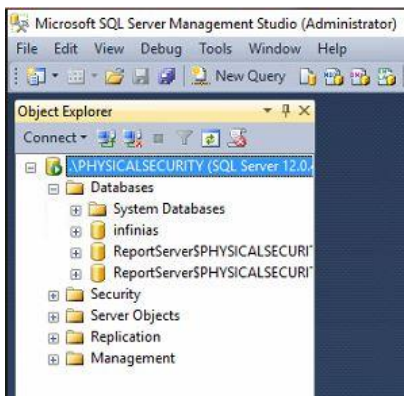 Microsoft SQL Server Management Studio (Administrator)
File Edit View Debug Tools Window Help
New Query
Object Explorer
Connect
.\PHYSICALSECURITY (SQL Server 12.0.
Databases
System Databases
infinias
ReportServer$PHYSICALSECURI
ReportServer$PHYSICALSECURI
Security
Server Objects
Replication
Management